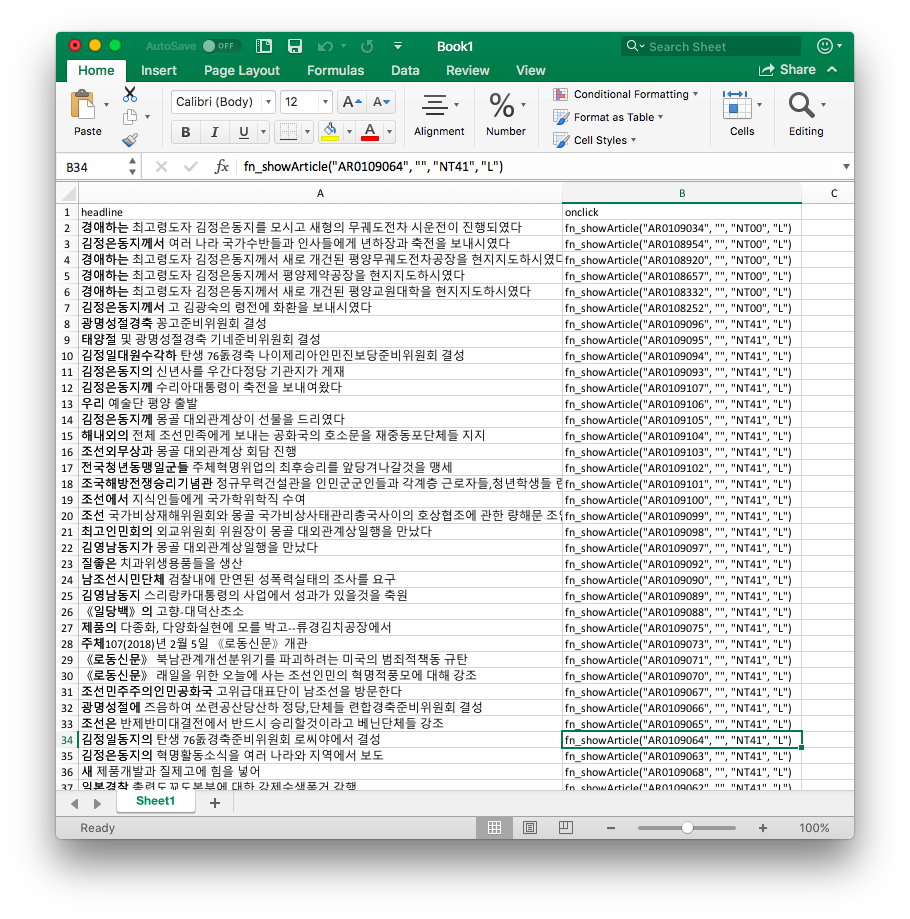 AutoSave OFF Book1 Search Sheet
Home Insert Page Layout Formulas Data Review View Share
Paste Calibri (Body) 12 A A Alignment % Number Conditional Formatting Cells Editing
B I U A Format as Table
Cell Styles
B34 fx fn_showArticle("AR0109064", "", "NT41", "L")
A B C
1 headline onclick
2 경애하는 최고령도자 김정은동지를 모시고 새형의 무궤도전차 시운전이 진행되였다 fn_showArticle("AR0109034", "", "NT00", "L")
3 김정은동지께서 여러 나라 국가수반들과 인사들에게 년하장과 축전을 보내시였다 fn_showArticle("AR0108954", "", "NT00", "L")
4 경애하는 최고령도자 김정은동지께서 새로 개건된 평양무궤도전차공장을 현지지도하시였 fn_showArticle("AR0108920", "", "NT00", "L")
5 경애하는 최고령도자 김정은동지께서 평양제약공장을 현지지도하시였다 fn_showArticle("AR0108657", "", "NT00", "L")
6 경애하는 최고령도자 김정은동지께서 새로 개건된 평양교원대학을 현지지도하시였다 fn_showArticle("AR0108332", "", "NT00", "L")
7 김정은동지께서 고 김광숙의 령전에 화환을 보내시였다 fn_showArticle("AR0108252", "", "NT00", "L")
8 광명성절경축 꽁고준비위원회 결성 fn_showArticle("AR0109096", "", "NT41", "L")
9 태양절 및 광명성절경축 기네준비위원회 결성 fn_showArticle("AR0109095", "", "NT41", "L")
10 김정일대원수각하 탄생 76돐경축 나이제리아인민진보당준비위원회 결성 fn_showArticle("AR0109094", "", "NT41", "L")
11 김정은동지의 신년사를 우간다정당 기관지가 게재 fn_showArticle("AR0109093", "", "NT41", "L")
12 김정은동지께 수리아대통령이 축전을 보내여왔다 fn_showArticle("AR0109107", "", "NT41", "L")
13 우리 예술단 평양 출발 fn_showArticle("AR0109106", "", "NT41", "L")
14 김정은동지께 몽골 대외관계상이 선물을 드리였다 fn_showArticle("AR0109105", "", "NT41", "L")
15 해내외의 전체 조선민족에게 보내는 공화국의 호소문을 재중동포단체들 지지 fn_showArticle("AR0109104", "", "NT41", "L")
16 조선외무상과 몽골 대외관계상 회담 진행 fn_showArticle("AR0109103", "", "NT41", "L")
17 전국청년동맹일군들 주체혁명위업의 최후승리를 앞당겨나갈것을 맹세 fn_showArticle("AR0109102", "", "NT41", "L")
18 조국해방전쟁승리기념관 정규무력건설관을 인민군군인들과 각계층 근로자들,청년학생들 fn_showArticle("AR0109101", "", "NT41", "L")
19 조선에서 지식인들에게 국가학위학직 수여 fn_showArticle("AR0109100", "", "NT41", "L")
20 조선 국가비상재해위원회와 몽골 국가비상사태관리총국사이의 호상협조에 관한 량해문 fn_showArticle("AR0109099", "", "NT41", "L")
21 최고인민회의 외교위원회 위원장이 몽골 대외관계상일행을 만났다 fn_showArticle("AR0109098", "", "NT41", "L")
22 김영남동지가 몽골 대외관계상일행을 만났다 fn_showArticle("AR0109097", "", "NT41", "L")
23 질좋은 치과위생용품들을 생산 fn_showArticle("AR0109092", "", "NT41", "L")
24 남조선시민단체 검찰내에 만연된 성폭력실태의 조사를 요구 fn_showArticle("AR0109090", "", "NT41", "L")
25 김영남동지 스리랑카대통령의 사업에서 성과가 있을것을 축원 fn_showArticle("AR0109089", "", "NT41", "L")
26 《일당백》의 고향-대덕산초소 fn_showArticle("AR0109088", "", "NT41", "L")
27 제품의 다종화, 다양화실현에 모를 박고--류경김치공장에서 fn_showArticle("AR0109075", "", "NT41", "L")
28 주체107(2018)년 2월 5일 《로동신문》개관 fn_showArticle("AR0109073", "", "NT41", "L")
29 《로동신문》 북남관계개선분위기를 파괴하려는 미국의 범죄적책동 규탄 fn_showArticle("AR0109071", "", "NT41", "L")
30 《로동신문》 래일을 위한 오늘에 사는 조선인민의 혁명적풍모에 대해 강조 fn_showArticle("AR0109070", "", "NT41", "L")
31 조선민주주의인민공화국 고위급대표단이 남조선을 방문한다 fn_showArticle("AR0109067", "", "NT41", "L")
32 광명성절에 즈음하여 쏘련공산당산하 정당,단체들 련합경축준비위원회 결성 fn_showArticle("AR0109066", "", "NT41", "L")
33 조선은 반제반미대결전에서 반드시 승리할것이라고 베닌단체들 강조 fn_showArticle("AR0109065", "", "NT41", "L")
34 김정일동지의 탄생 76돐경축준비위원회 로씨야에서 결성 fn_showArticle("AR0109064", "", "NT41", "L")
35 김정은동지의 혁명활동소식을 여러 나라와 지역에서 보도 fn_showArticle("AR0109063", "", "NT41", "L")
36 새 제품개발과 질제고에 힘을 넣어 fn_showArticle("AR0109068", "", "NT41", "L")
37 일본경찰 총련도꾜도본부에 대한 강제수색폭거 감행 fn_showArticle("AR0109062", "", "NT41", "L")
Sheet1 +
Ready 100%